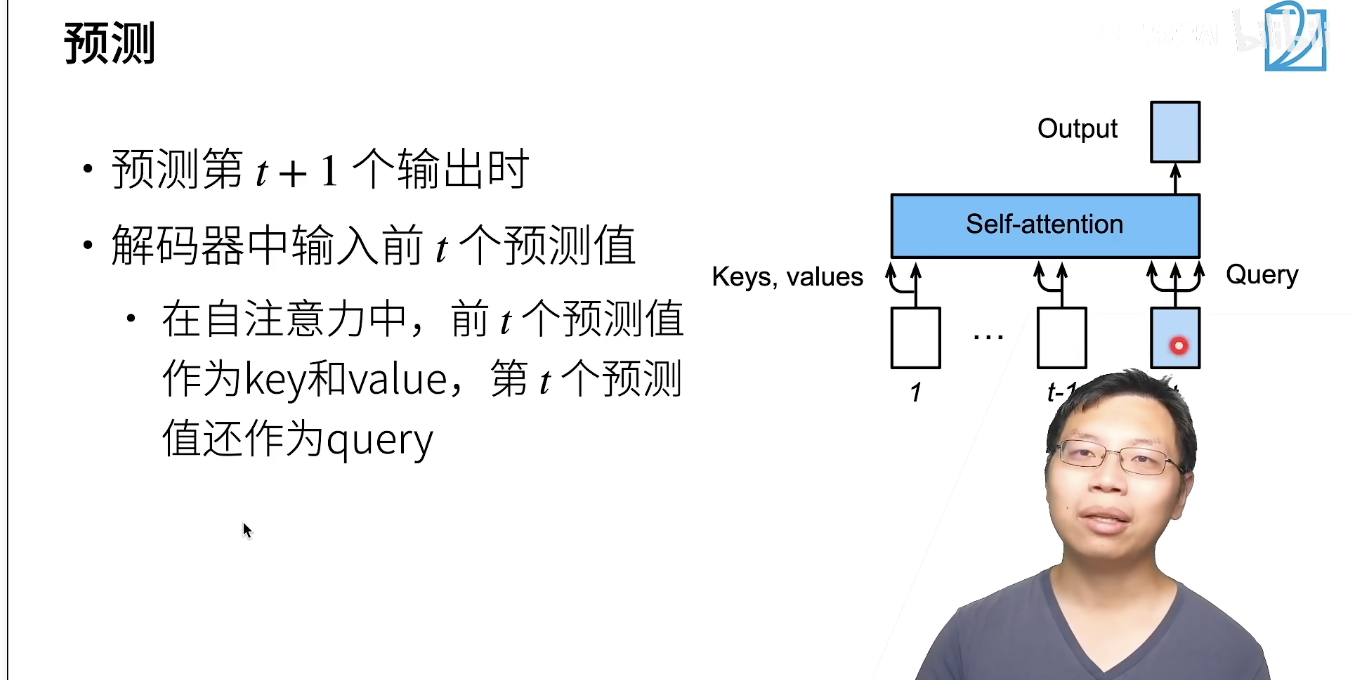 预测
• 预测第 t + 1 个输出时
• 解码器中输入前 t 个预测值
• 在自注意力中，前 t 个预测值
作为key和value，第 t 个预测
值还作为query
Output
Self-attention
Keys, values
Query
...
1
t-1